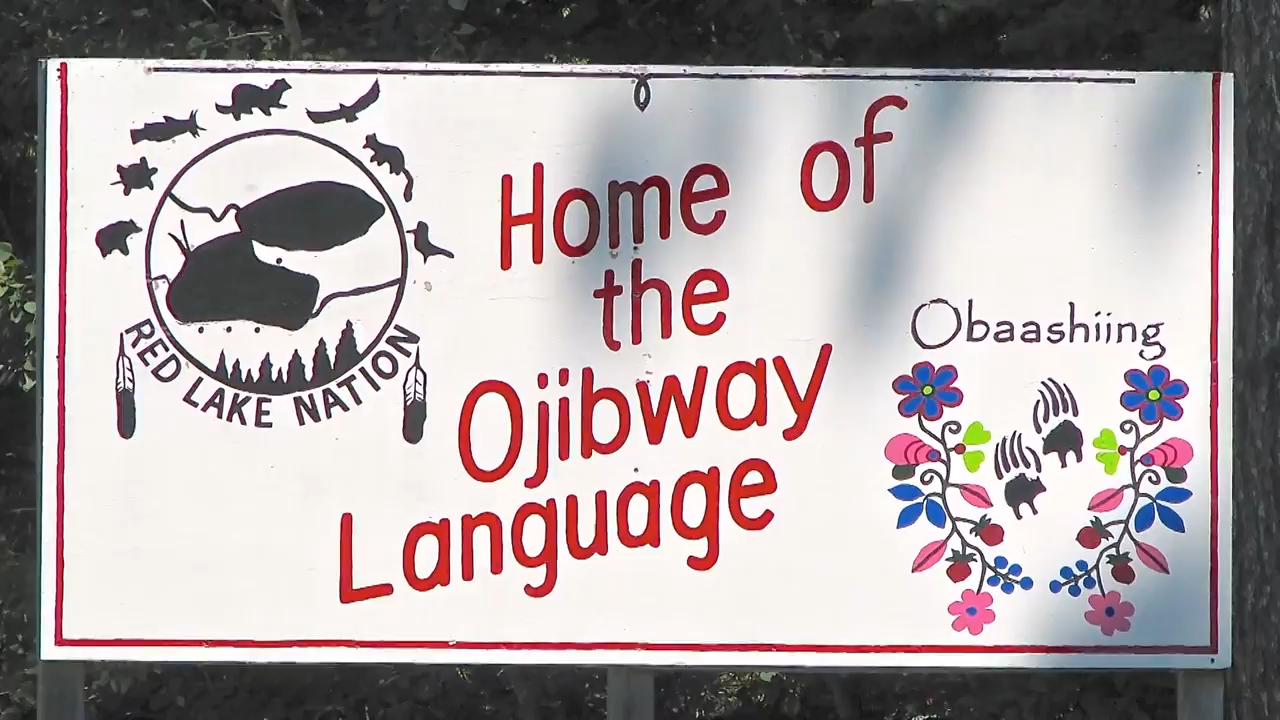 RED LAKE NATION
Home of
the
Ojibway
Language
Obaashiing